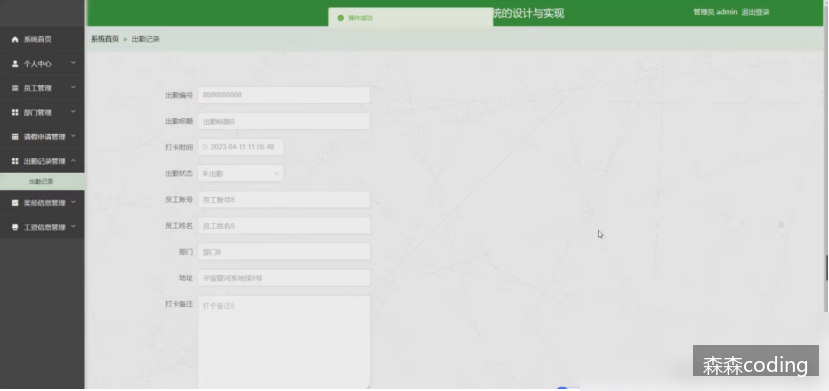 操作成功
统的设计与实现
管理员 admin 退出登录
系统首页
系统首页 > 出勤记录
个人中心
员工管理
部门管理
请假申请管理
出勤记录管理
出勤记录
奖惩信息管理
工资信息管理
出勤编号 8888888888
出勤标题 出勤标题8
打卡时间 2023-04-11 11:05:48
出勤状态 未出勤
员工账号 员工账号8
员工姓名 员工姓名8
部门 部门8
地址 宇宙银河系地球8号
打卡备注 打卡备注8
森森coding